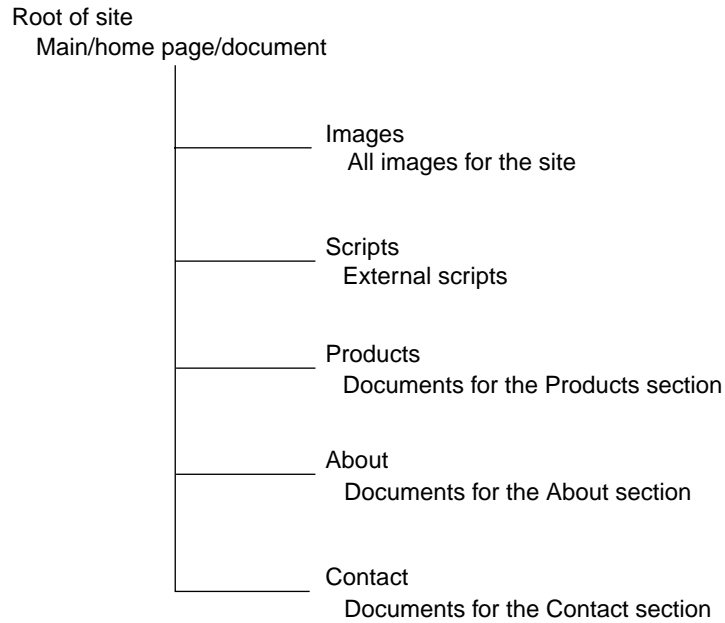 Root of site
Main/home page/document
Images
All images for the site
Scripts
External scripts
Products
Documents for the Products section
About
Documents for the About section
Contact
Documents for the Contact section